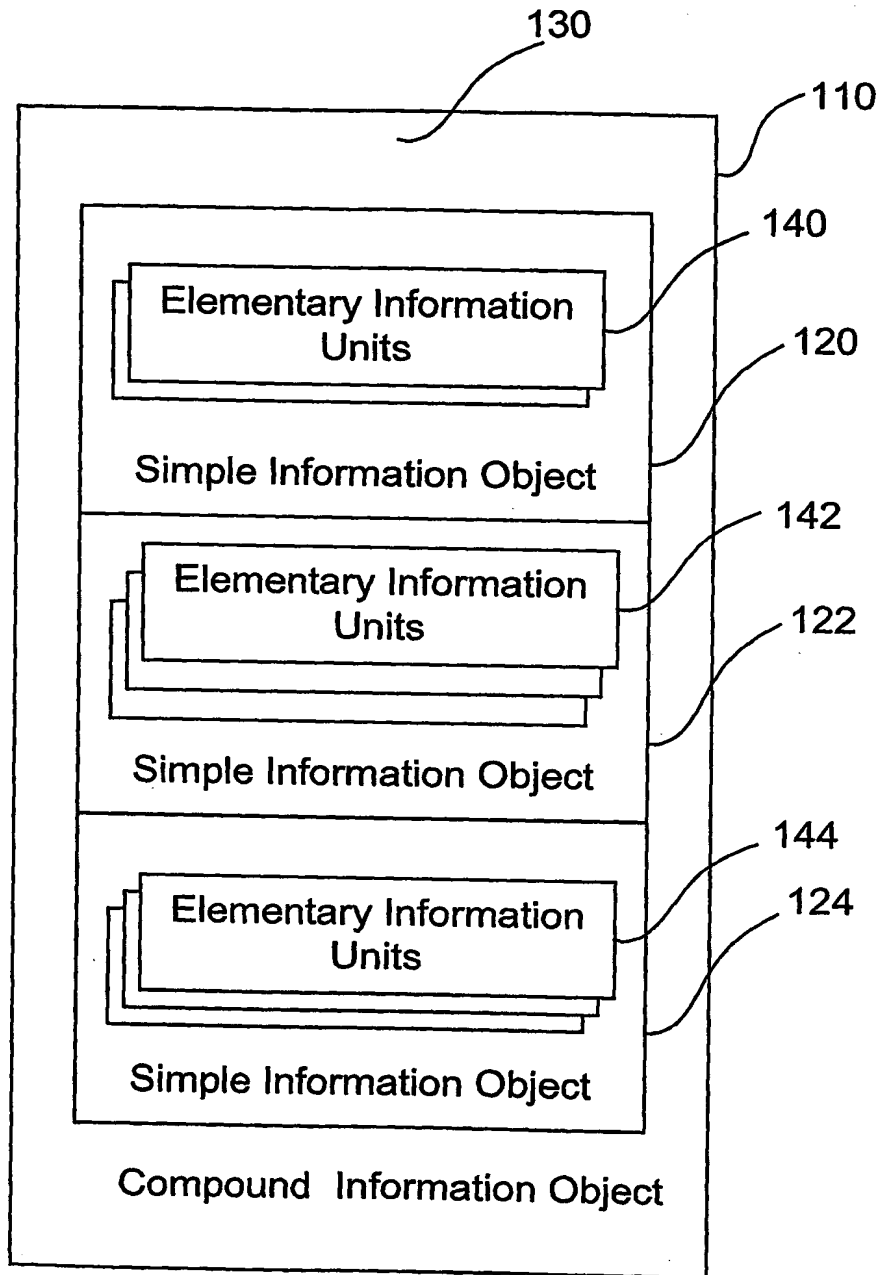 130
110
140
Elementary Information
Units
120
Simple Information Object
142
Elementary Information
Units
122
Simple Information Object
144
Elementary Information
Units
124
Simple Information Object
Compound Information Object